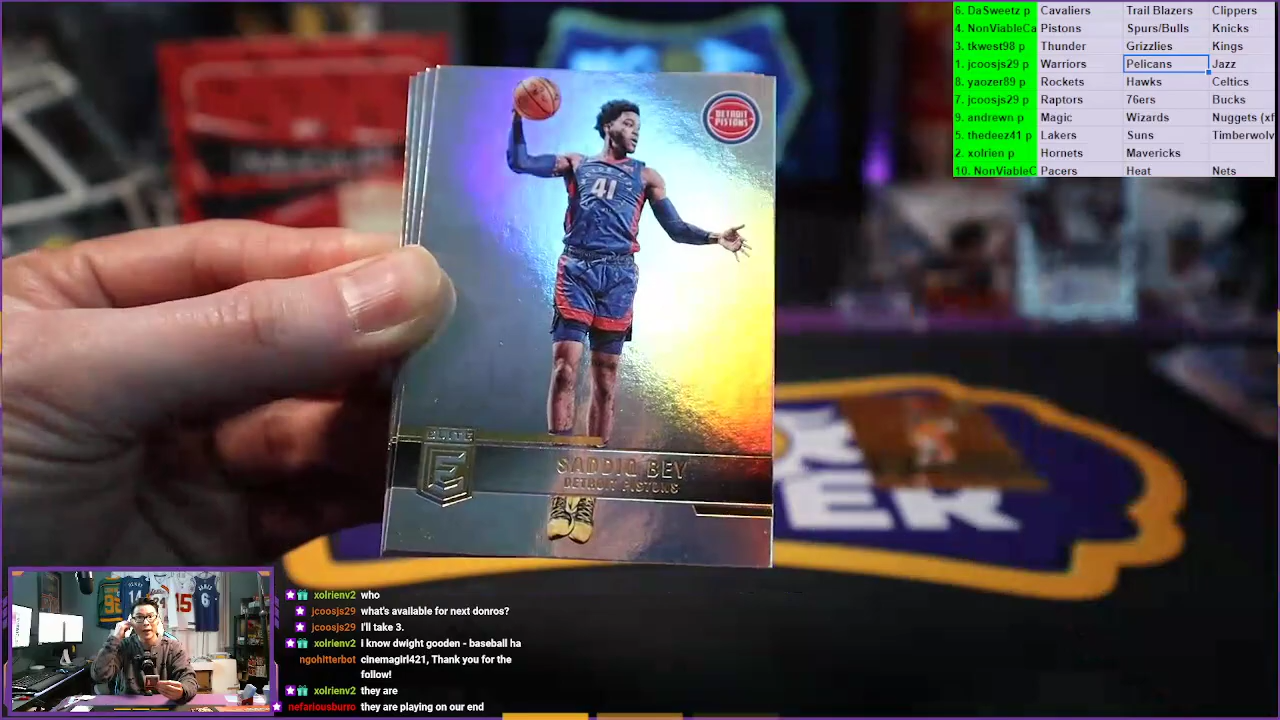 6. DaSweetz p Cavaliers Trail Blazers Clippers
4. NonViableCa Pistons Spurs/Bulls Knicks
3. tkwest98 p Thunder Grizzlies Kings
1. jcoosjs29 p Warriors Pelicans Jazz
8. yaozer89 p Rockets Hawks Celtics
7. jcoosjs29 p Raptors 76ers Bucks
9. andrewn p Magic Wizards Nuggets (xf
5. thedeez41 p Lakers Suns Timberwolv
2. xolrien p Hornets Mavericks
10. NonViableC Pacers Heat Nets
DETROIT
PISTONS
41
ELITE
E
SADDIQ BEY
DETROIT PISTONS
ER
xolrienv2 who
jcoosjs29 what's available for next donros?
jcoosjs29 I'll take 3.
xolrienv2 i know dwight gooden - baseball ha
ngohitterbot cinemagirl421, Thank you for the
follow!
xolrienv2 they are
nefariousburro they are playing on our end